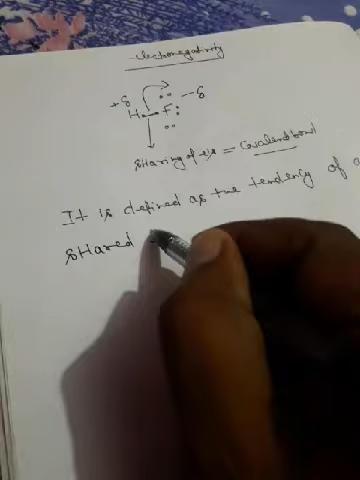 Electronegativity
+δ H—F: --δ
Sharing of e⁻s = Covalent bond
It is defined as the tendency of a
shared